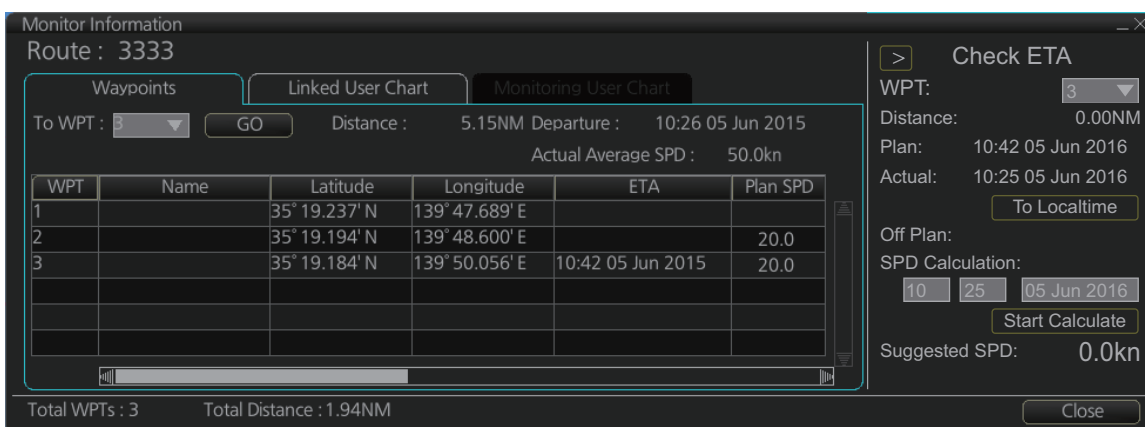 Monitor Information
Route : 3333
Waypoints Linked User Chart Monitoring User Chart
To WPT : 3 GO Distance : 5.15NM Departure : 10:26 05 Jun 2015
Actual Average SPD : 50.0kn
WPT Name Latitude Longitude ETA Plan SPD
1 35° 19.237' N 139° 47.689' E
2 35° 19.194' N 139° 48.600' E 20.0
3 35° 19.184' N 139° 50.056' E 10:42 05 Jun 2015 20.0
Total WPTs : 3 Total Distance : 1.94NM
> Check ETA
WPT: 3
Distance: 0.00NM
Plan: 10:42 05 Jun 2016
Actual: 10:25 05 Jun 2016
To Localtime
Off Plan:
SPD Calculation:
10 25 05 Jun 2016
Start Calculate
Suggested SPD: 0.0kn
Close